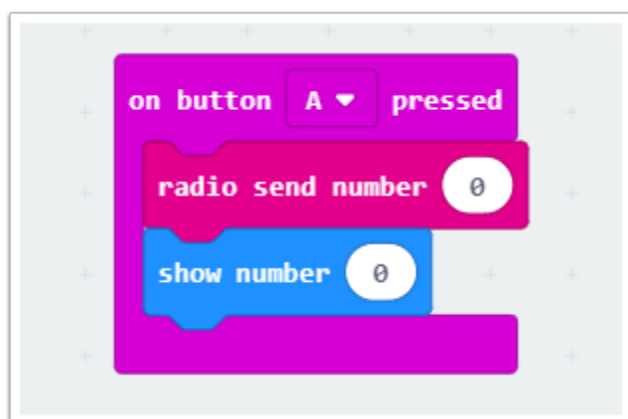 on button A pressed
radio send number 0
show number 0